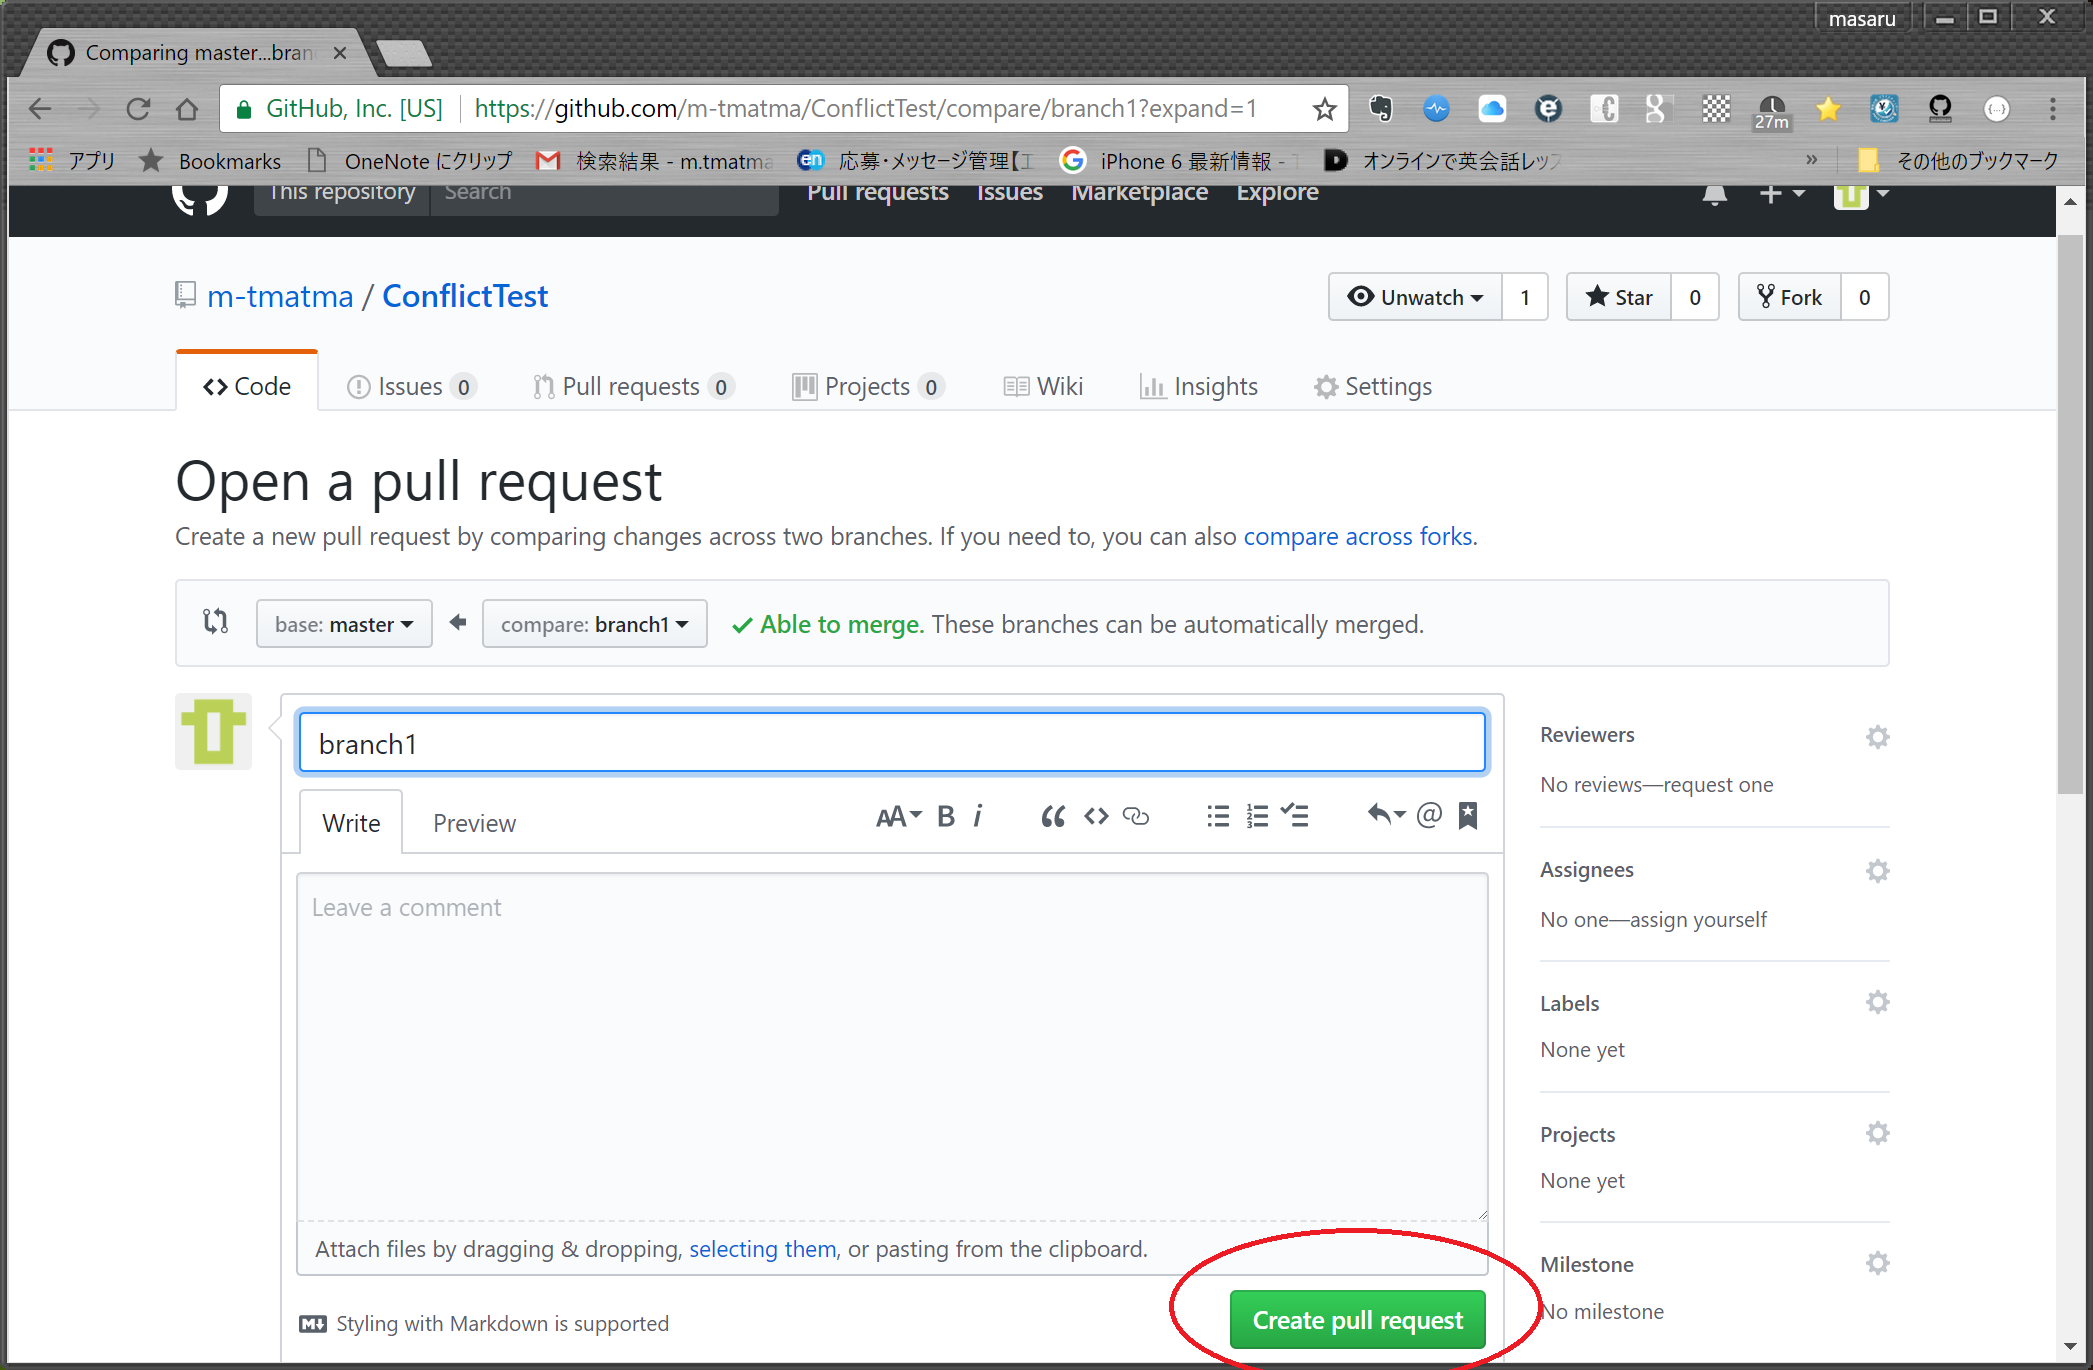 masaru
Comparing master...bran
GitHub, Inc. [US] https://github.com/m-tmatma/ConflictTest/compare/branch1?expand=1
27m
アプリ Bookmarks OneNote にクリップ 検索結果 - m.tmatma 応募・メッセージ管理【エ iPhone 6 最新情報 - オンラインで英会話レッス » その他のブックマーク
This repository Search Pull requests Issues Marketplace Explore
m-tmatma / ConflictTest
Unwatch 1 Star 0 Fork 0
Code Issues 0 Pull requests 0 Projects 0 Wiki Insights Settings
Open a pull request
Create a new pull request by comparing changes across two branches. If you need to, you can also compare across forks.
base: master compare: branch1 Able to merge. These branches can be automatically merged.
branch1
Write Preview
Leave a comment
Attach files by dragging & dropping, selecting them, or pasting from the clipboard.
Styling with Markdown is supported
Create pull request
Reviewers
No reviews—request one
Assignees
No one—assign yourself
Labels
None yet
Projects
None yet
Milestone
No milestone